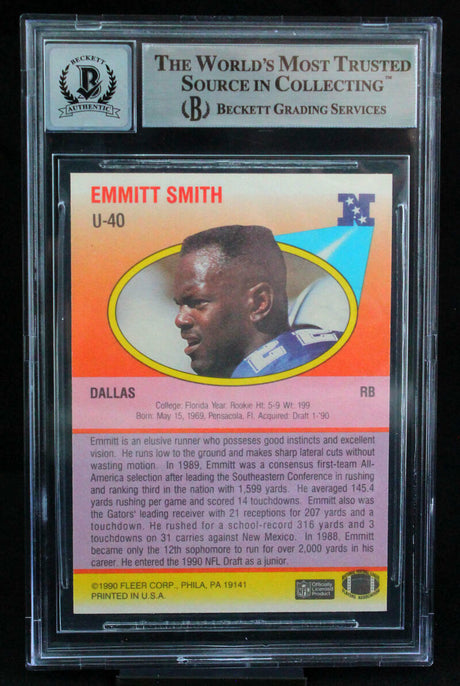 BECKETT
B
AUTHENTIC
THE WORLD'S MOST TRUSTED
SOURCE IN COLLECTING™
(B) BECKETT GRADING SERVICES
EMMITT SMITH
U-40
N
DALLAS
RB
College: Florida Year: Rookie Ht: 5-9 Wt: 199
Born: May 15, 1969, Pensacola, Fl, Acquired: Draft 1-'90
Emmitt is an elusive runner who posseses good instincts and excellent
vision. He runs low to the ground and makes sharp lateral cuts without
wasting motion. In 1989, Emmitt was a consensus first-team All-
America selection after leading the Southeastern Conference in rushing
and ranking third in the nation with 1,599 yards. He averaged 145.4
yards rushing per game and scored 14 touchdowns. Emmitt also was
the Gators' leading receiver with 21 receptions for 207 yards and a
touchdown. He rushed for a school-record 316 yards and 3
touchdowns on 31 carries against New Mexico. In 1988, Emmitt
became only the 12th sophomore to run for over 2,000 yards in his
career. He entered the 1990 NFL Draft as a junior.
©1990 FLEER CORP., PHILA, PA 19141
PRINTED IN U.S.A.
NFL
Officially
Licensed
Product